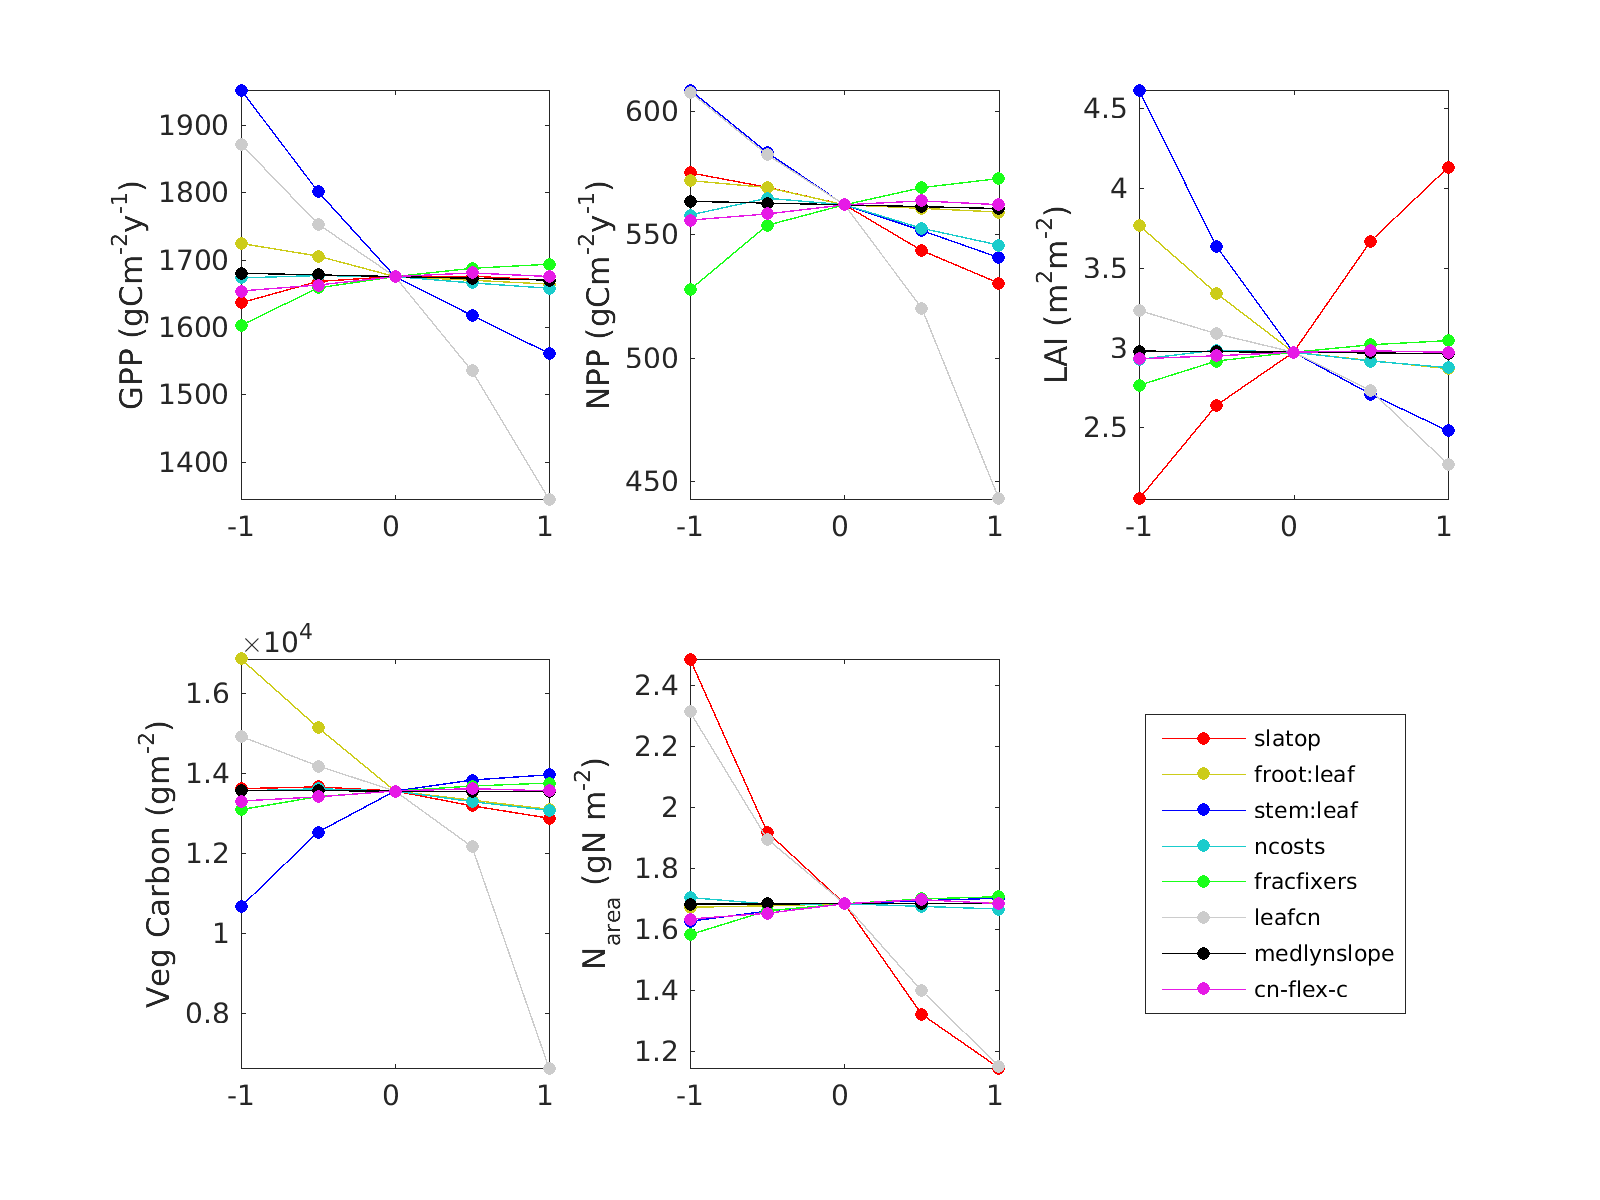 GPP (gCm⁻²y⁻¹)
1900
1800
1700
1600
1500
1400
-1 0 1
NPP (gCm⁻²y⁻¹)
600
550
500
450
-1 0 1
LAI (m²m⁻²)
4.5
4
3.5
3
2.5
-1 0 1
Veg Carbon (gm⁻²)
×10⁴
1.6
1.4
1.2
1
0.8
-1 0 1
N area (gN m⁻²)
2.4
2.2
2
1.8
1.6
1.4
1.2
-1 0 1
slatop
froot:leaf
stem:leaf
ncosts
fracfixers
leafcn
medlynslope
cn-flex-c